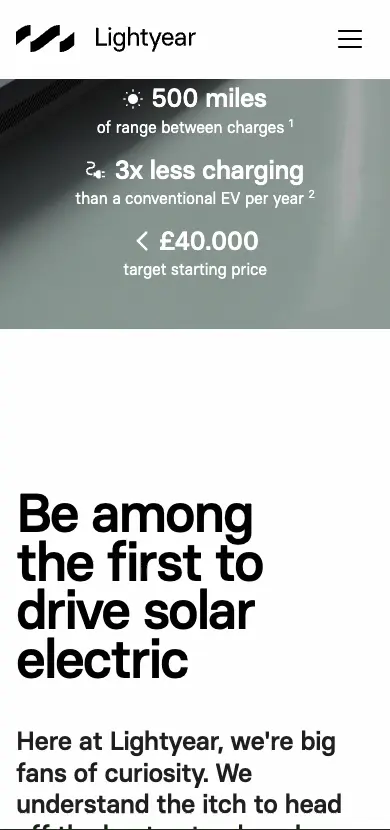 Lightyear
500 miles
of range between charges ¹
3x less charging
than a conventional EV per year ²
< £40.000
target starting price
Be among
the first to
drive solar
electric
Here at Lightyear, we're big
fans of curiosity. We
understand the itch to head